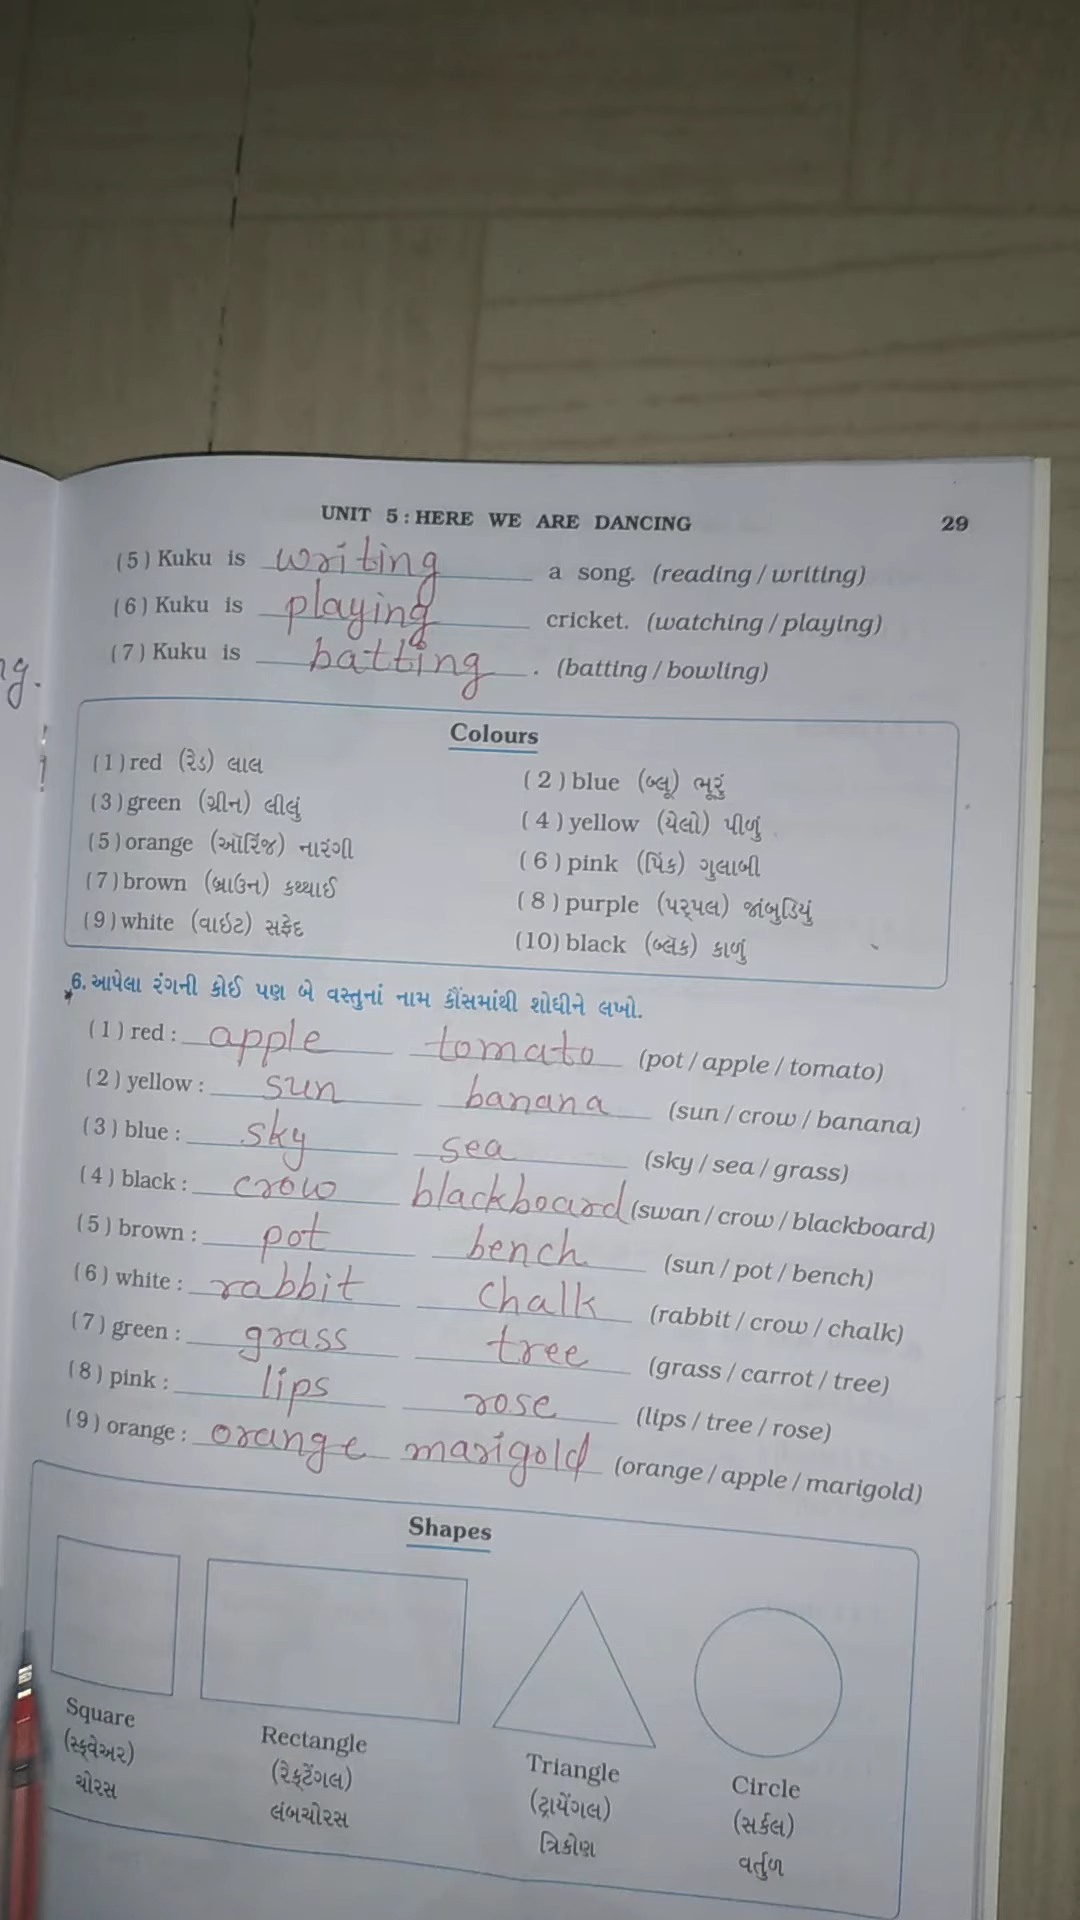 UNIT 5 : HERE WE ARE DANCING 29
(5) Kuku is writing a song. (reading / writing)
(6) Kuku is playing cricket. (watching / playing)
(7) Kuku is batting. (batting / bowling)
g.
Colours
(1) red (રેડ) લાલ (2) blue (બ્લૂ) ભૂરું
(3) green (ગ્રીન) લીલું (4) yellow (યેલો) પીળું
(5) orange (ઑરિંજ) નારંગી (6) pink (પિંક) ગુલાબી
(7) brown (બ્રાઉન) કથ્થાઈ (8) purple (પર્પલ) જાંબુડિયું
(9) white (વાઇટ) સફેદ (10) black (બ્લૅક) કાળું
*6. આપેલા રંગની કોઈ પણ બે વસ્તુનાં નામ કૌંસમાંથી શોધીને લખો.
(1) red : apple tomato (pot / apple / tomato)
(2) yellow : sun banana (sun / crow / banana)
(3) blue : sky sea (sky / sea / grass)
(4) black : crow blackboard (swan / crow / blackboard)
(5) brown : pot bench (sun / pot / bench)
(6) white : rabbit chalk (rabbit / crow / chalk)
(7) green : grass tree (grass / carrot / tree)
(8) pink : lips rose (lips / tree / rose)
(9) orange : orange marigold (orange / apple / marigold)
Shapes
Square Rectangle Triangle Circle
(સ્ક્વેઅર) (રેક્ટેંગલ) (ટ્રાયેંગલ) (સર્કલ)
ચોરસ લંબચોરસ ત્રિકોણ વર્તુળ